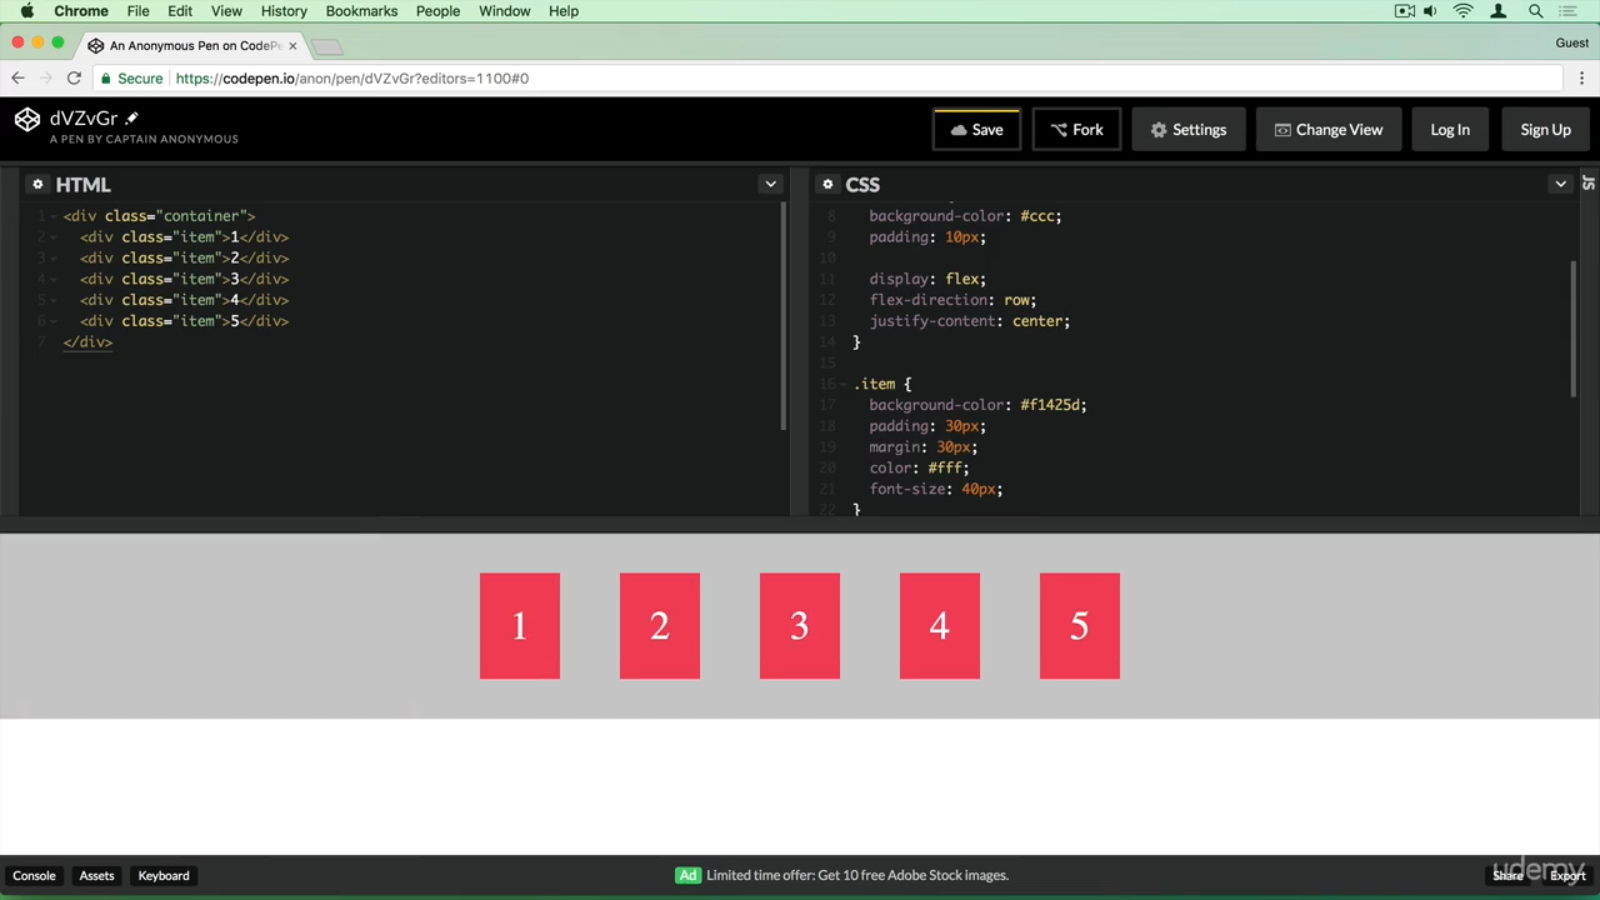 Chrome File Edit View History Bookmarks People Window Help
An Anonymous Pen on CodePe
Guest
Secure https://codepen.io/anon/pen/dVZvGr?editors=1100#0
dVZvGr
A PEN BY CAPTAIN ANONYMOUS
Save Fork Settings Change View Log In Sign Up
HTML
1 <div class="container">
2 <div class="item">1</div>
3 <div class="item">2</div>
4 <div class="item">3</div>
5 <div class="item">4</div>
6 <div class="item">5</div>
7 </div>
CSS
JS
8 background-color: #ccc;
9 padding: 10px;
10
11 display: flex;
12 flex-direction: row;
13 justify-content: center;
14 }
15
16 .item {
17 background-color: #f1425d;
18 padding: 30px;
19 margin: 30px;
20 color: #fff;
21 font-size: 40px;
22 }
1 2 3 4 5
Console Assets Keyboard
Ad Limited time offer: Get 10 free Adobe Stock images.
Share Export
udemy